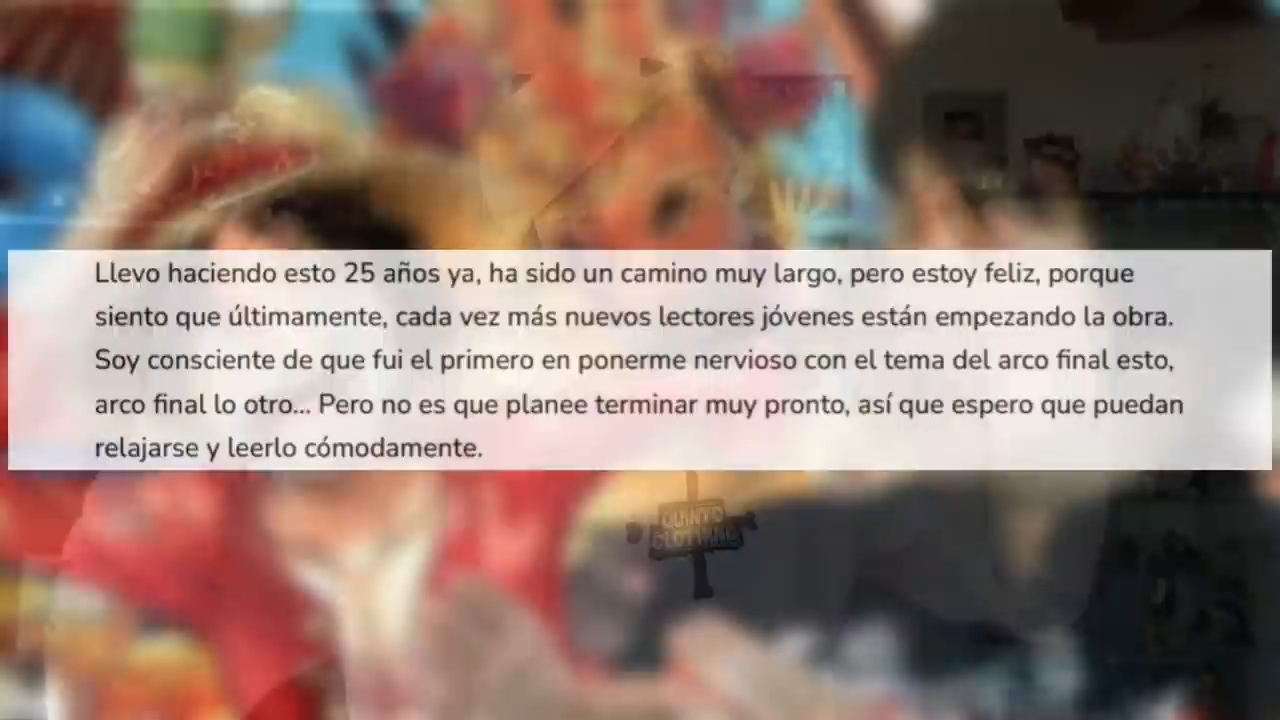 Llevo haciendo esto 25 años ya, ha sido un camino muy largo, pero estoy feliz, porque
siento que últimamente, cada vez más nuevos lectores jóvenes están empezando la obra.
Soy consciente de que fui el primero en ponerme nervioso con el tema del arco final esto,
arco final lo otro... Pero no es que planee terminar muy pronto, así que espero que puedan
relajarse y leerlo cómodamente.
QUINTO